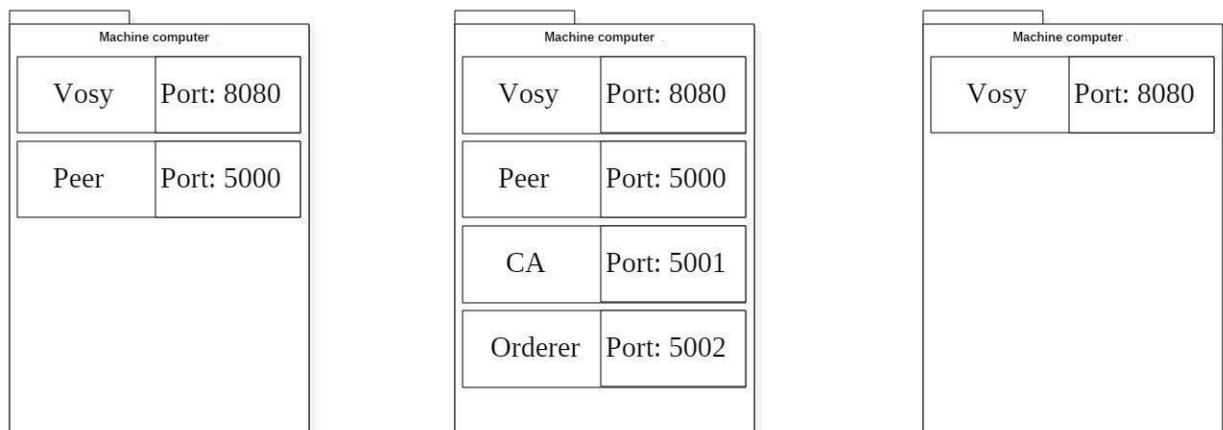 Machine computer
Vosy Port: 8080
Peer Port: 5000
Machine computer
Vosy Port: 8080
Peer Port: 5000
CA Port: 5001
Orderer Port: 5002
Machine computer
Vosy Port: 8080